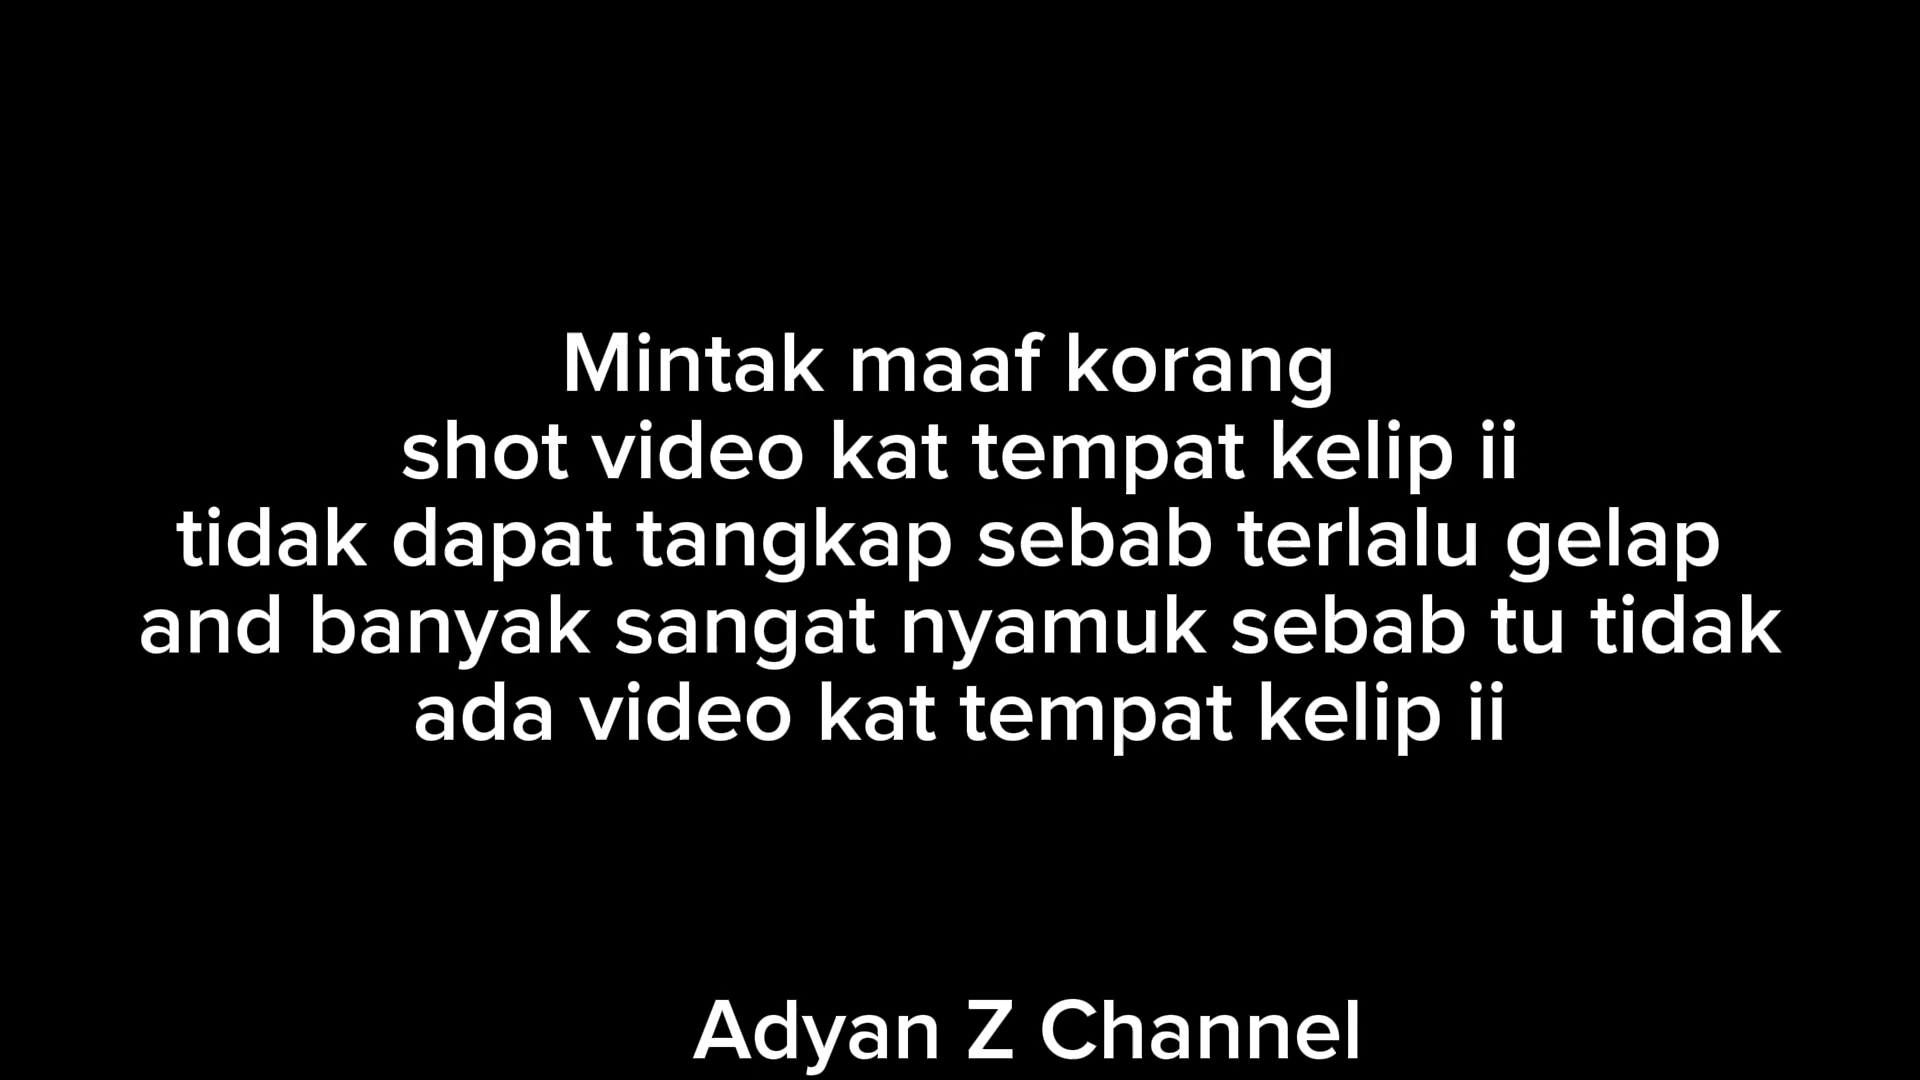 Mintak maaf korang
shot video kat tempat kelip ii
tidak dapat tangkap sebab terlalu gelap
and banyak sangat nyamuk sebab tu tidak
ada video kat tempat kelip ii
Adyan Z Channel